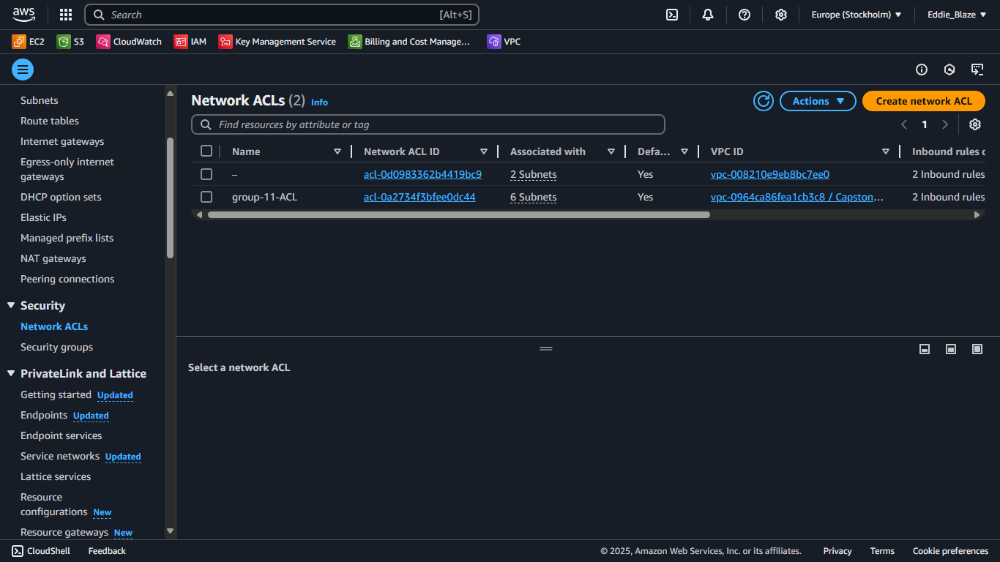 aws
Search [Alt+S]
Europe (Stockholm)
Eddie_Blaze
EC2
S3
CloudWatch
IAM
Key Management Service
Billing and Cost Manage...
VPC
Subnets
Route tables
Internet gateways
Egress-only internet
gateways
DHCP option sets
Elastic IPs
Managed prefix lists
NAT gateways
Peering connections
Security
Network ACLs
Security groups
PrivateLink and Lattice
Getting started Updated
Endpoints Updated
Endpoint services
Service networks Updated
Lattice services
Resource
configurations New
Resource gateways New
Network ACLs (2) Info
Actions
Create network ACL
Find resources by attribute or tag
1
Name Network ACL ID Associated with Defa... VPC ID Inbound rules c
– acl-0d0983362b4419bc9 2 Subnets Yes vpc-008210e9eb8bc7ee0 2 Inbound rules
group-11-ACL acl-0a2734f3bfee0dc44 6 Subnets Yes vpc-0964ca86fea1cb3c8 / Capston... 2 Inbound rules
Select a network ACL
CloudShell Feedback © 2025, Amazon Web Services, Inc. or its affiliates. Privacy Terms Cookie preferences